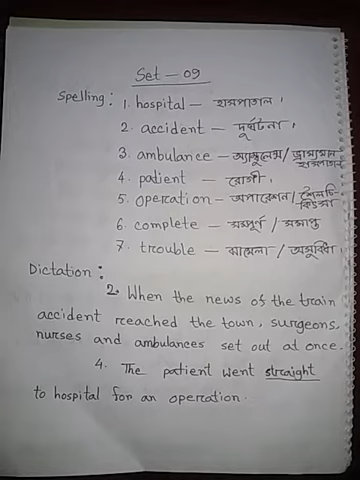 Set - 09
Spelling : 1. hospital - হাসপাতাল ।
2. accident - দুর্ঘটনা ।
3. ambulance - অ্যাম্বুলেন্স / ভ্রাম্যমান হাসপাতাল
4. patient - রোগী.
5. operation - অপারেশন / শৈল চি-কিৎসা
6. complete - সম্পূর্ণ / সমাপ্ত
7. trouble - ঝামেলা / অসুবিধা.
Dictation :
2. When the news of the train
accident reached the town, surgeons,
nurses and ambulances set out at once.
4. The patient went straight
to hospital for an operation.